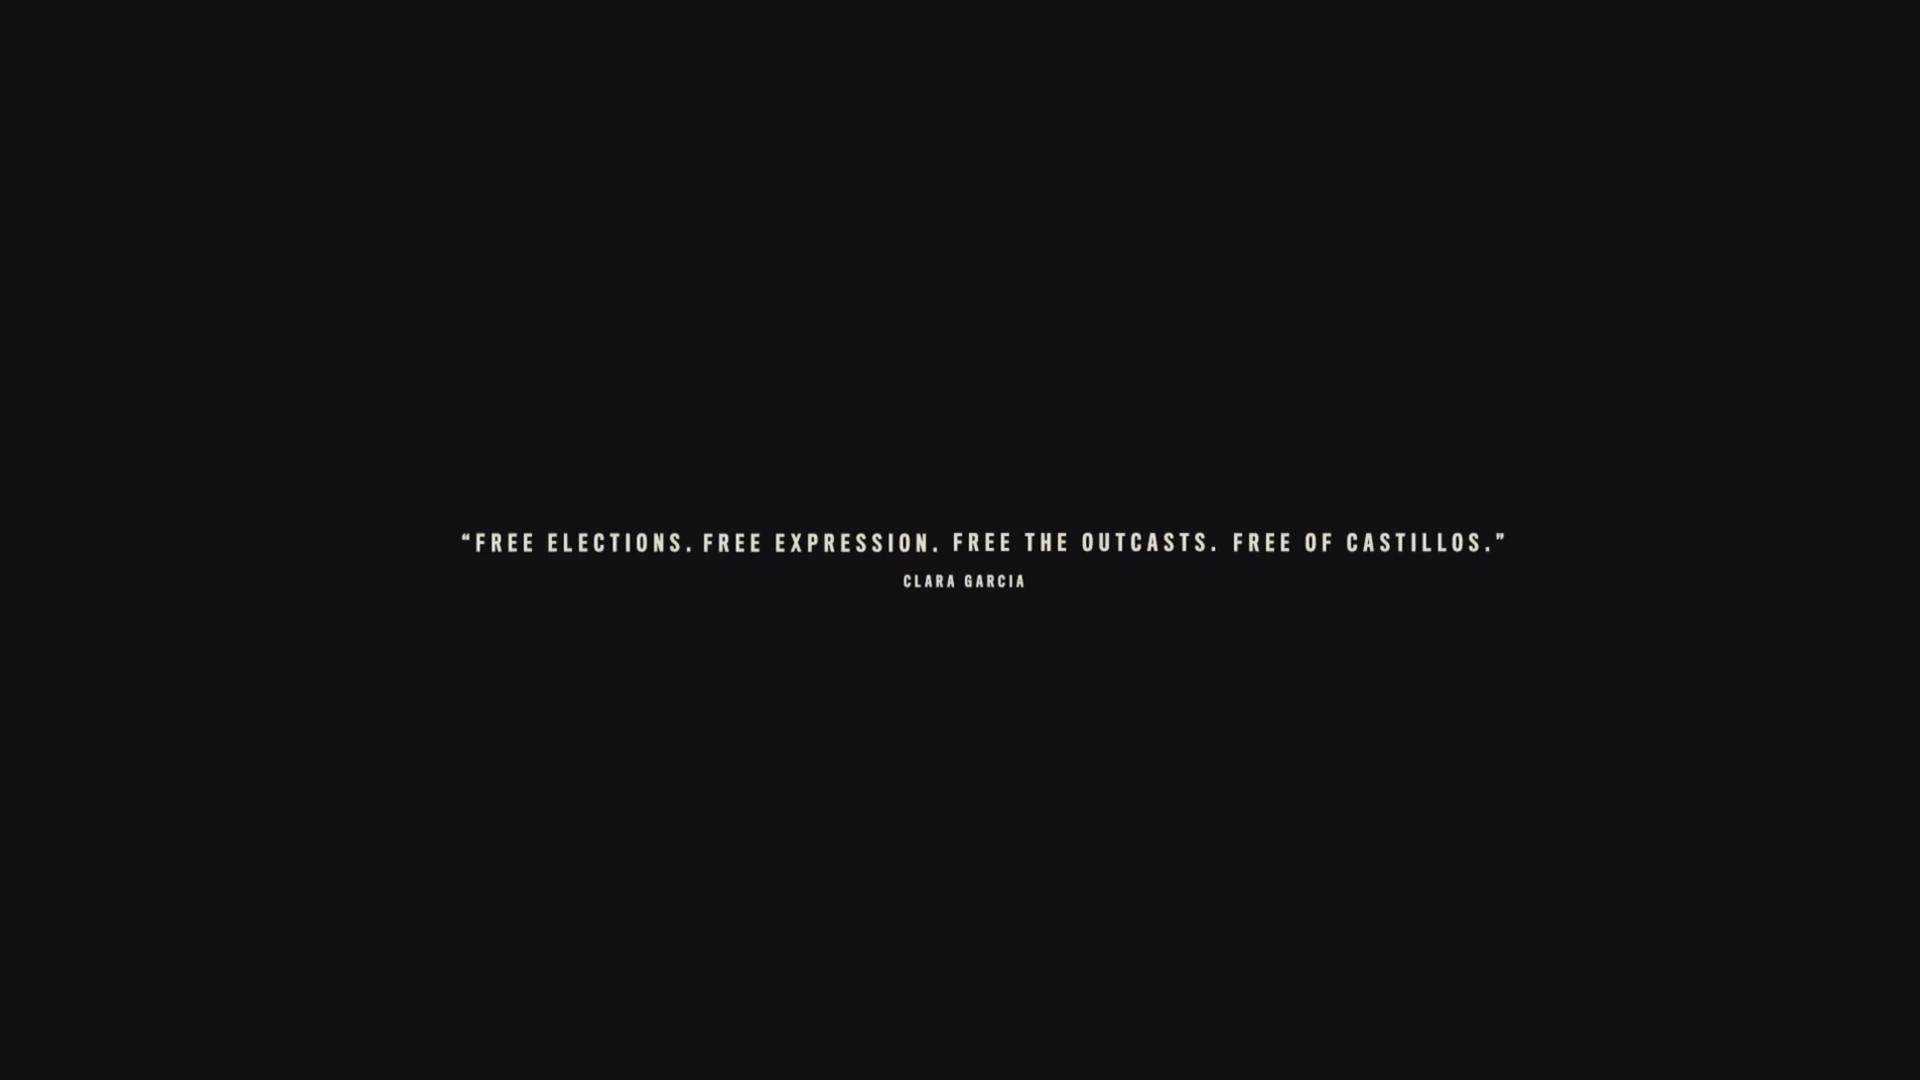 “FREE ELECTIONS. FREE EXPRESSION. FREE THE OUTCASTS. FREE OF CASTILLOS.”
CLARA GARCIA